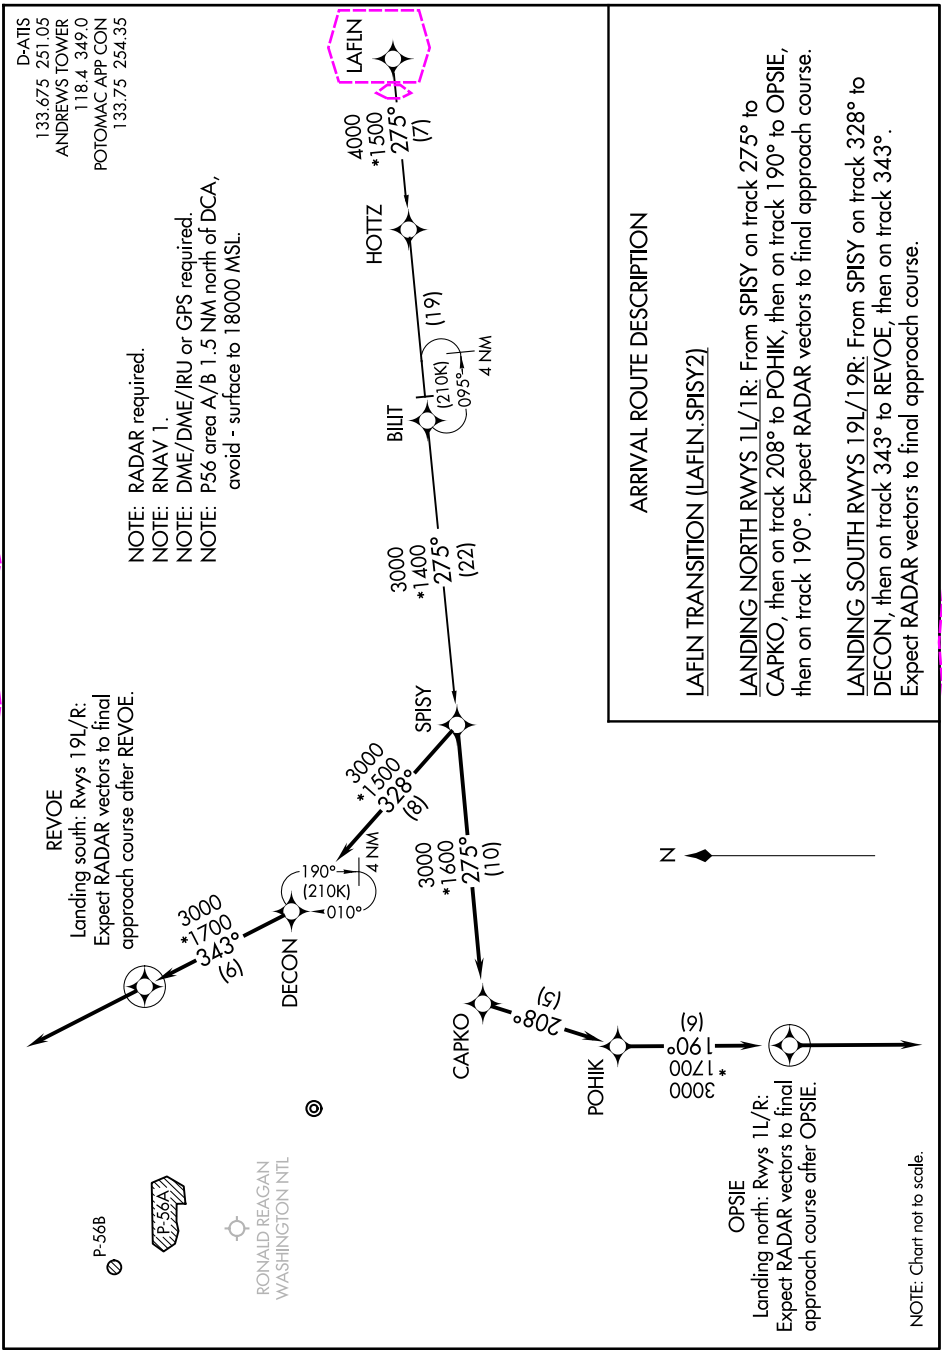 D-ATIS
133.675 251.05
ANDREWS TOWER
118.4 349.0
POTOMAC APP CON
133.75 254.35
NOTE: RADAR required.
NOTE: RNAV 1.
NOTE: DME/DME/IRU or GPS required.
NOTE: P56 area A/B 1.5 NM north of DCA,
avoid - surface to 18000 MSL.
REVOE
Landing south: Rwys 19L/R:
Expect RADAR vectors to final
approach course after REVOE.
P-56B
P-56A
RONALD REAGAN
WASHINGTON NTL
3000
*1700
343°
(6)
DECON
190°
(210K)
010°
4 NM
3000
*1500
328°
(8)
SPISY
3000
*1400
275°
(22)
BILIT
(210K)
095°
4 NM
(19)
HOTTZ
4000
*1500
275°
(7)
LAFLN
3000
*1600
275°
(10)
CAPKO
208°
(5)
POHIK
190°
(6)
*1700
3000
N
OPSIE
Landing north: Rwys 1L/R:
Expect RADAR vectors to final
approach course after OPSIE.
NOTE: Chart not to scale.
ARRIVAL ROUTE DESCRIPTION
LAFLN TRANSITION (LAFLN.SPISY2)
LANDING NORTH RWYS 1L/1R: From SPISY on track 275° to
CAPKO, then on track 208° to POHIK, then on track 190° to OPSIE,
then on track 190°. Expect RADAR vectors to final approach course.
LANDING SOUTH RWYS 19L/19R: From SPISY on track 328° to
DECON, then on track 343° to REVOE, then on track 343°.
Expect RADAR vectors to final approach course.